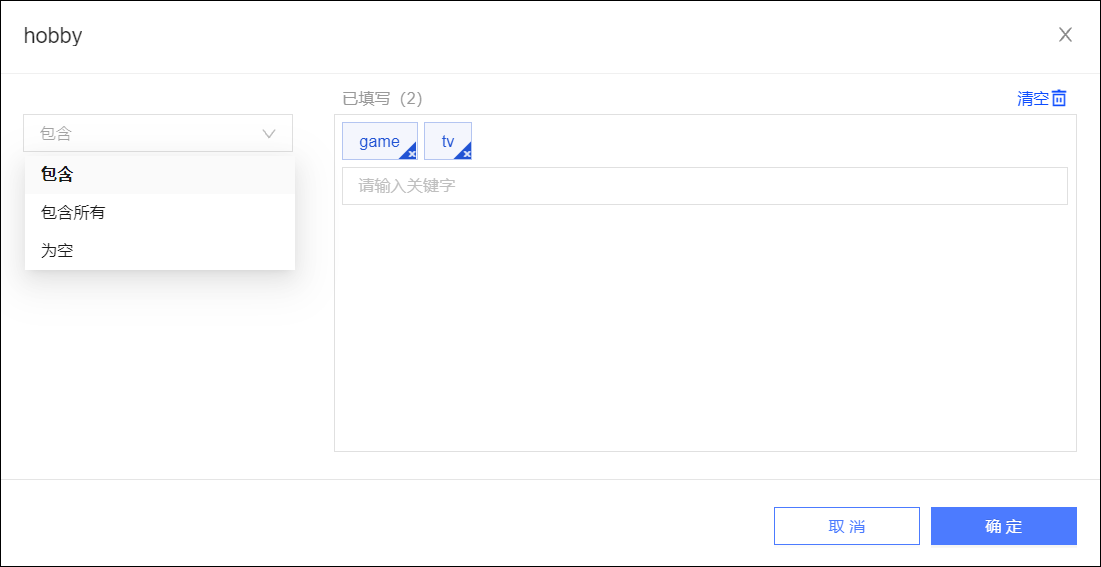 hobby
已填写（2）
清空
包含
game
tv
包含
请输入关键字
包含所有
为空
取 消
确 定